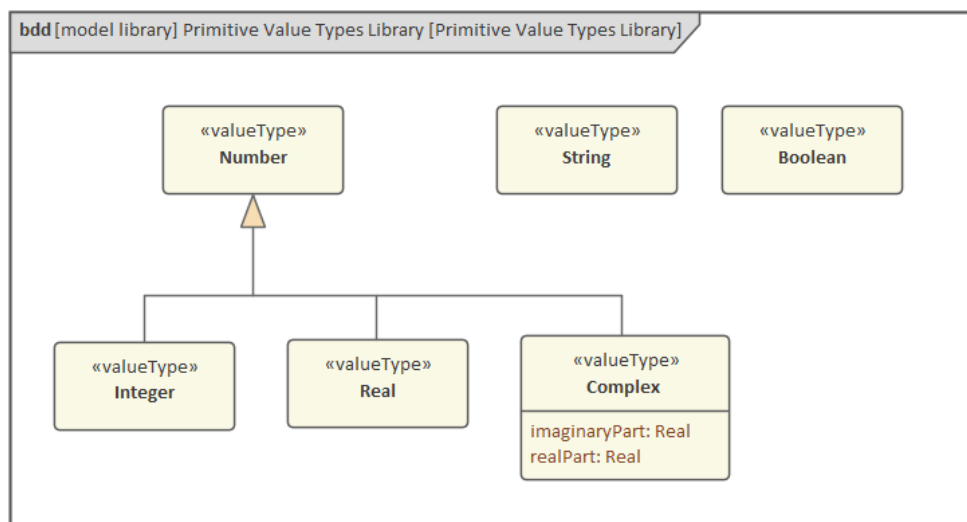 bdd [model library] Primitive Value Types Library [Primitive Value Types Library]
«valueType»
Number
«valueType»
String
«valueType»
Boolean
«valueType»
Integer
«valueType»
Real
«valueType»
Complex
imaginaryPart: Real
realPart: Real